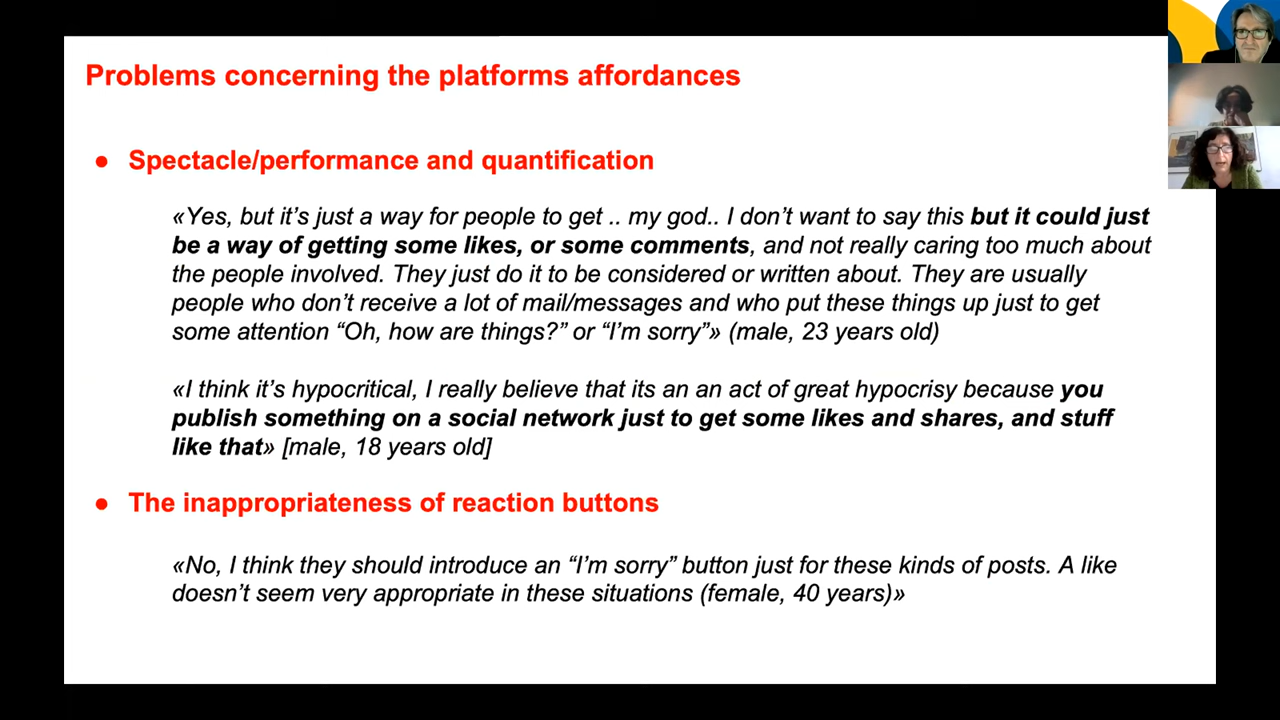 Problems concerning the platforms affordances
● Spectacle/performance and quantification
«Yes, but it’s just a way for people to get .. my god.. I don’t want to say this but it could just
be a way of getting some likes, or some comments, and not really caring too much about
the people involved. They just do it to be considered or written about. They are usually
people who don’t receive a lot of mail/messages and who put these things up just to get
some attention “Oh, how are things?” or “I’m sorry”» (male, 23 years old)
«I think it’s hypocritical, I really believe that its an an act of great hypocrisy because you
publish something on a social network just to get some likes and shares, and stuff
like that» [male, 18 years old]
● The inappropriateness of reaction buttons
«No, I think they should introduce an “I’m sorry” button just for these kinds of posts. A like
doesn’t seem very appropriate in these situations (female, 40 years)»